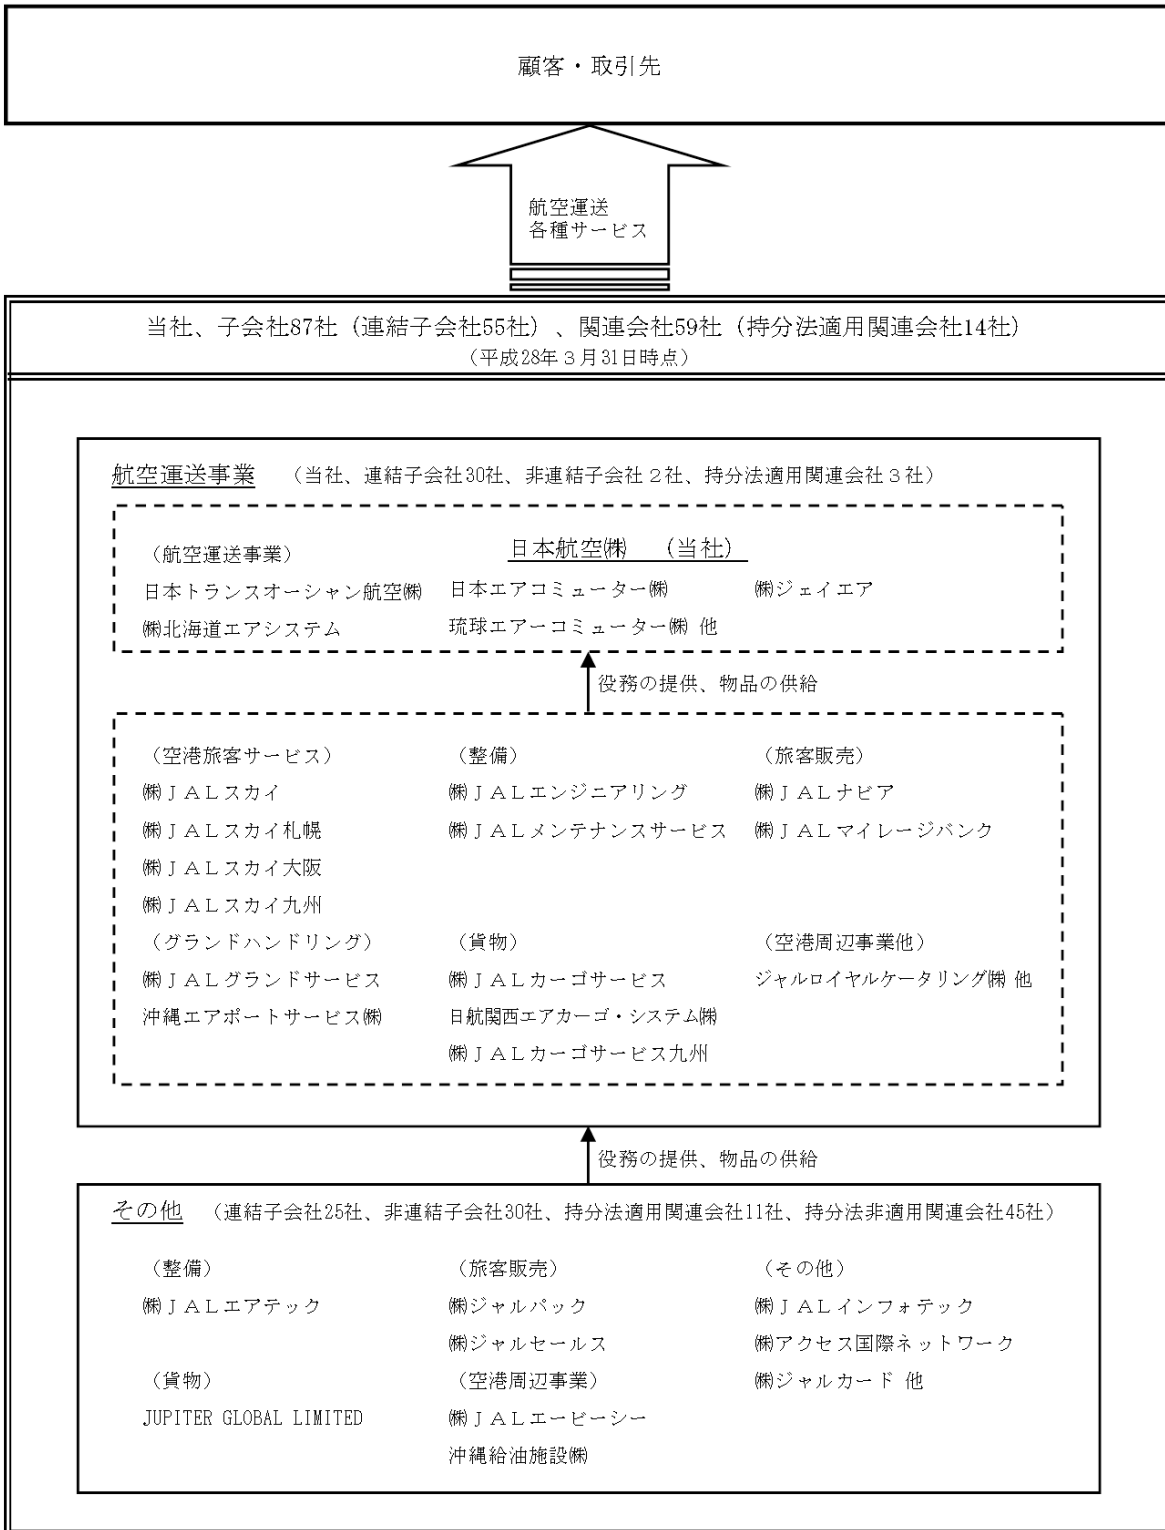 顧客・取引先
航空運送
各種サービス
当社、子会社87社（連結子会社55社）、関連会社59社（持分法適用関連会社14社）
（平成28年３月31日時点）
航空運送事業　（当社、連結子会社30社、非連結子会社２社、持分法適用関連会社３社）
（航空運送事業）　日本航空㈱　（当社）
日本トランスオーシャン航空㈱　日本エアコミューター㈱　㈱ジェイエア
㈱北海道エアシステム　琉球エアーコミューター㈱ 他
役務の提供、物品の供給
（空港旅客サービス）　（整備）　（旅客販売）
㈱ＪＡＬスカイ　㈱ＪＡＬエンジニアリング　㈱ＪＡＬナビア
㈱ＪＡＬスカイ札幌　㈱ＪＡＬメンテナンスサービス　㈱ＪＡＬマイレージバンク
㈱ＪＡＬスカイ大阪
㈱ＪＡＬスカイ九州
（グランドハンドリング）　（貨物）　（空港周辺事業他）
㈱ＪＡＬグランドサービス　㈱ＪＡＬカーゴサービス　ジャルロイヤルケータリング㈱ 他
沖縄エアポートサービス㈱　日航関西エアカーゴ・システム㈱
㈱ＪＡＬカーゴサービス九州
役務の提供、物品の供給
その他　（連結子会社25社、非連結子会社30社、持分法適用関連会社11社、持分法非適用関連会社45社）
（整備）　（旅客販売）　（その他）
㈱ＪＡＬエアテック　㈱ジャルパック　㈱ＪＡＬインフォテック
㈱ジャルセールス　㈱アクセス国際ネットワーク
（貨物）　（空港周辺事業）　㈱ジャルカード 他
JUPITER GLOBAL LIMITED　㈱ＪＡＬエービーシー
沖縄給油施設㈱